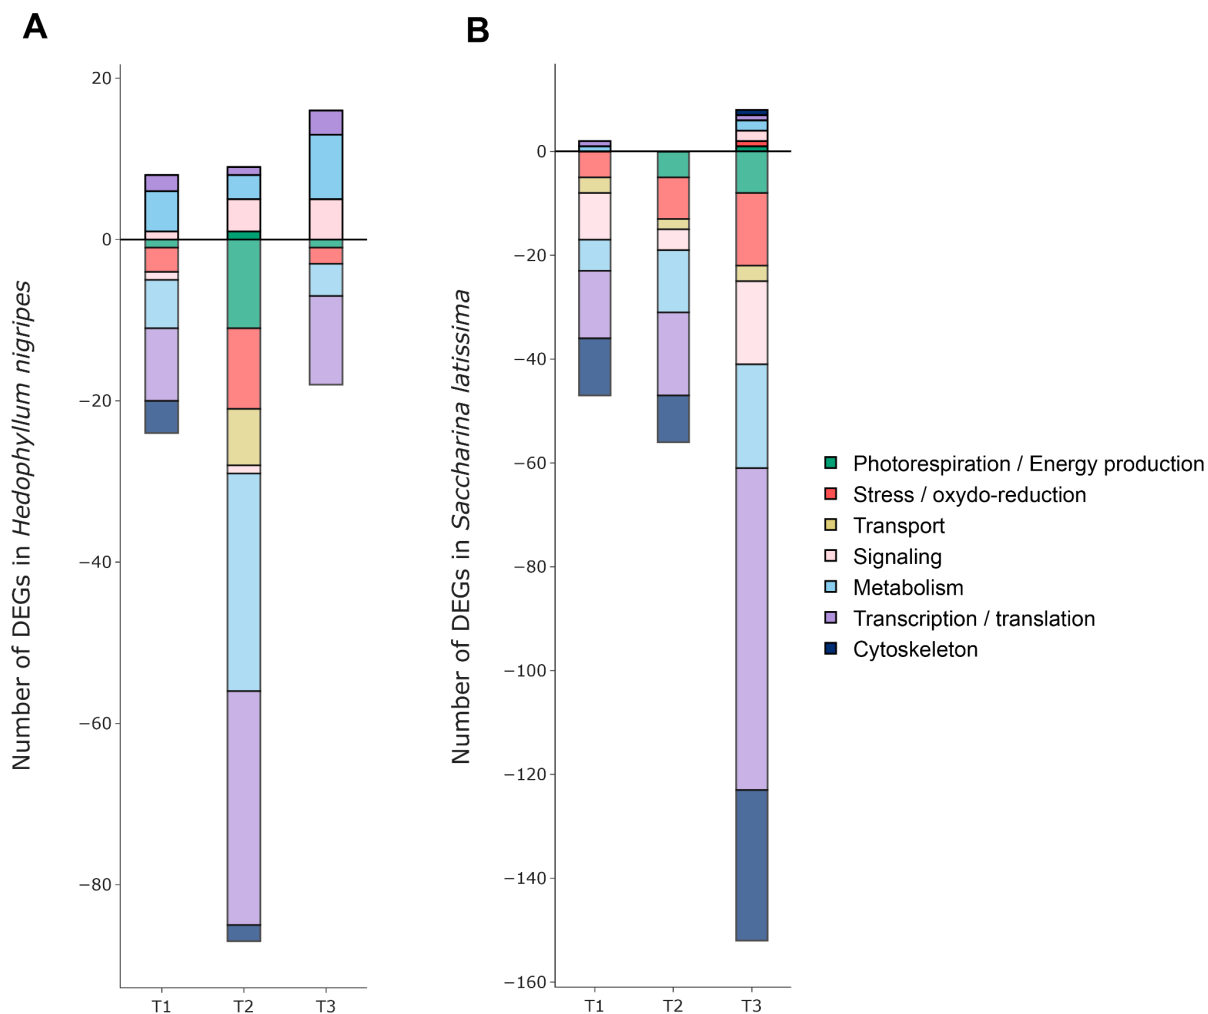 A
B
Number of DEGs in Hedophyllum nigripes
20
0
−20
−40
−60
−80
T1
T2
T3
Number of DEGs in Saccharina latissima
0
−20
−40
−60
−80
−100
−120
−140
−160
T1
T2
T3
Photorespiration / Energy production
Stress / oxydo-reduction
Transport
Signaling
Metabolism
Transcription / translation
Cytoskeleton